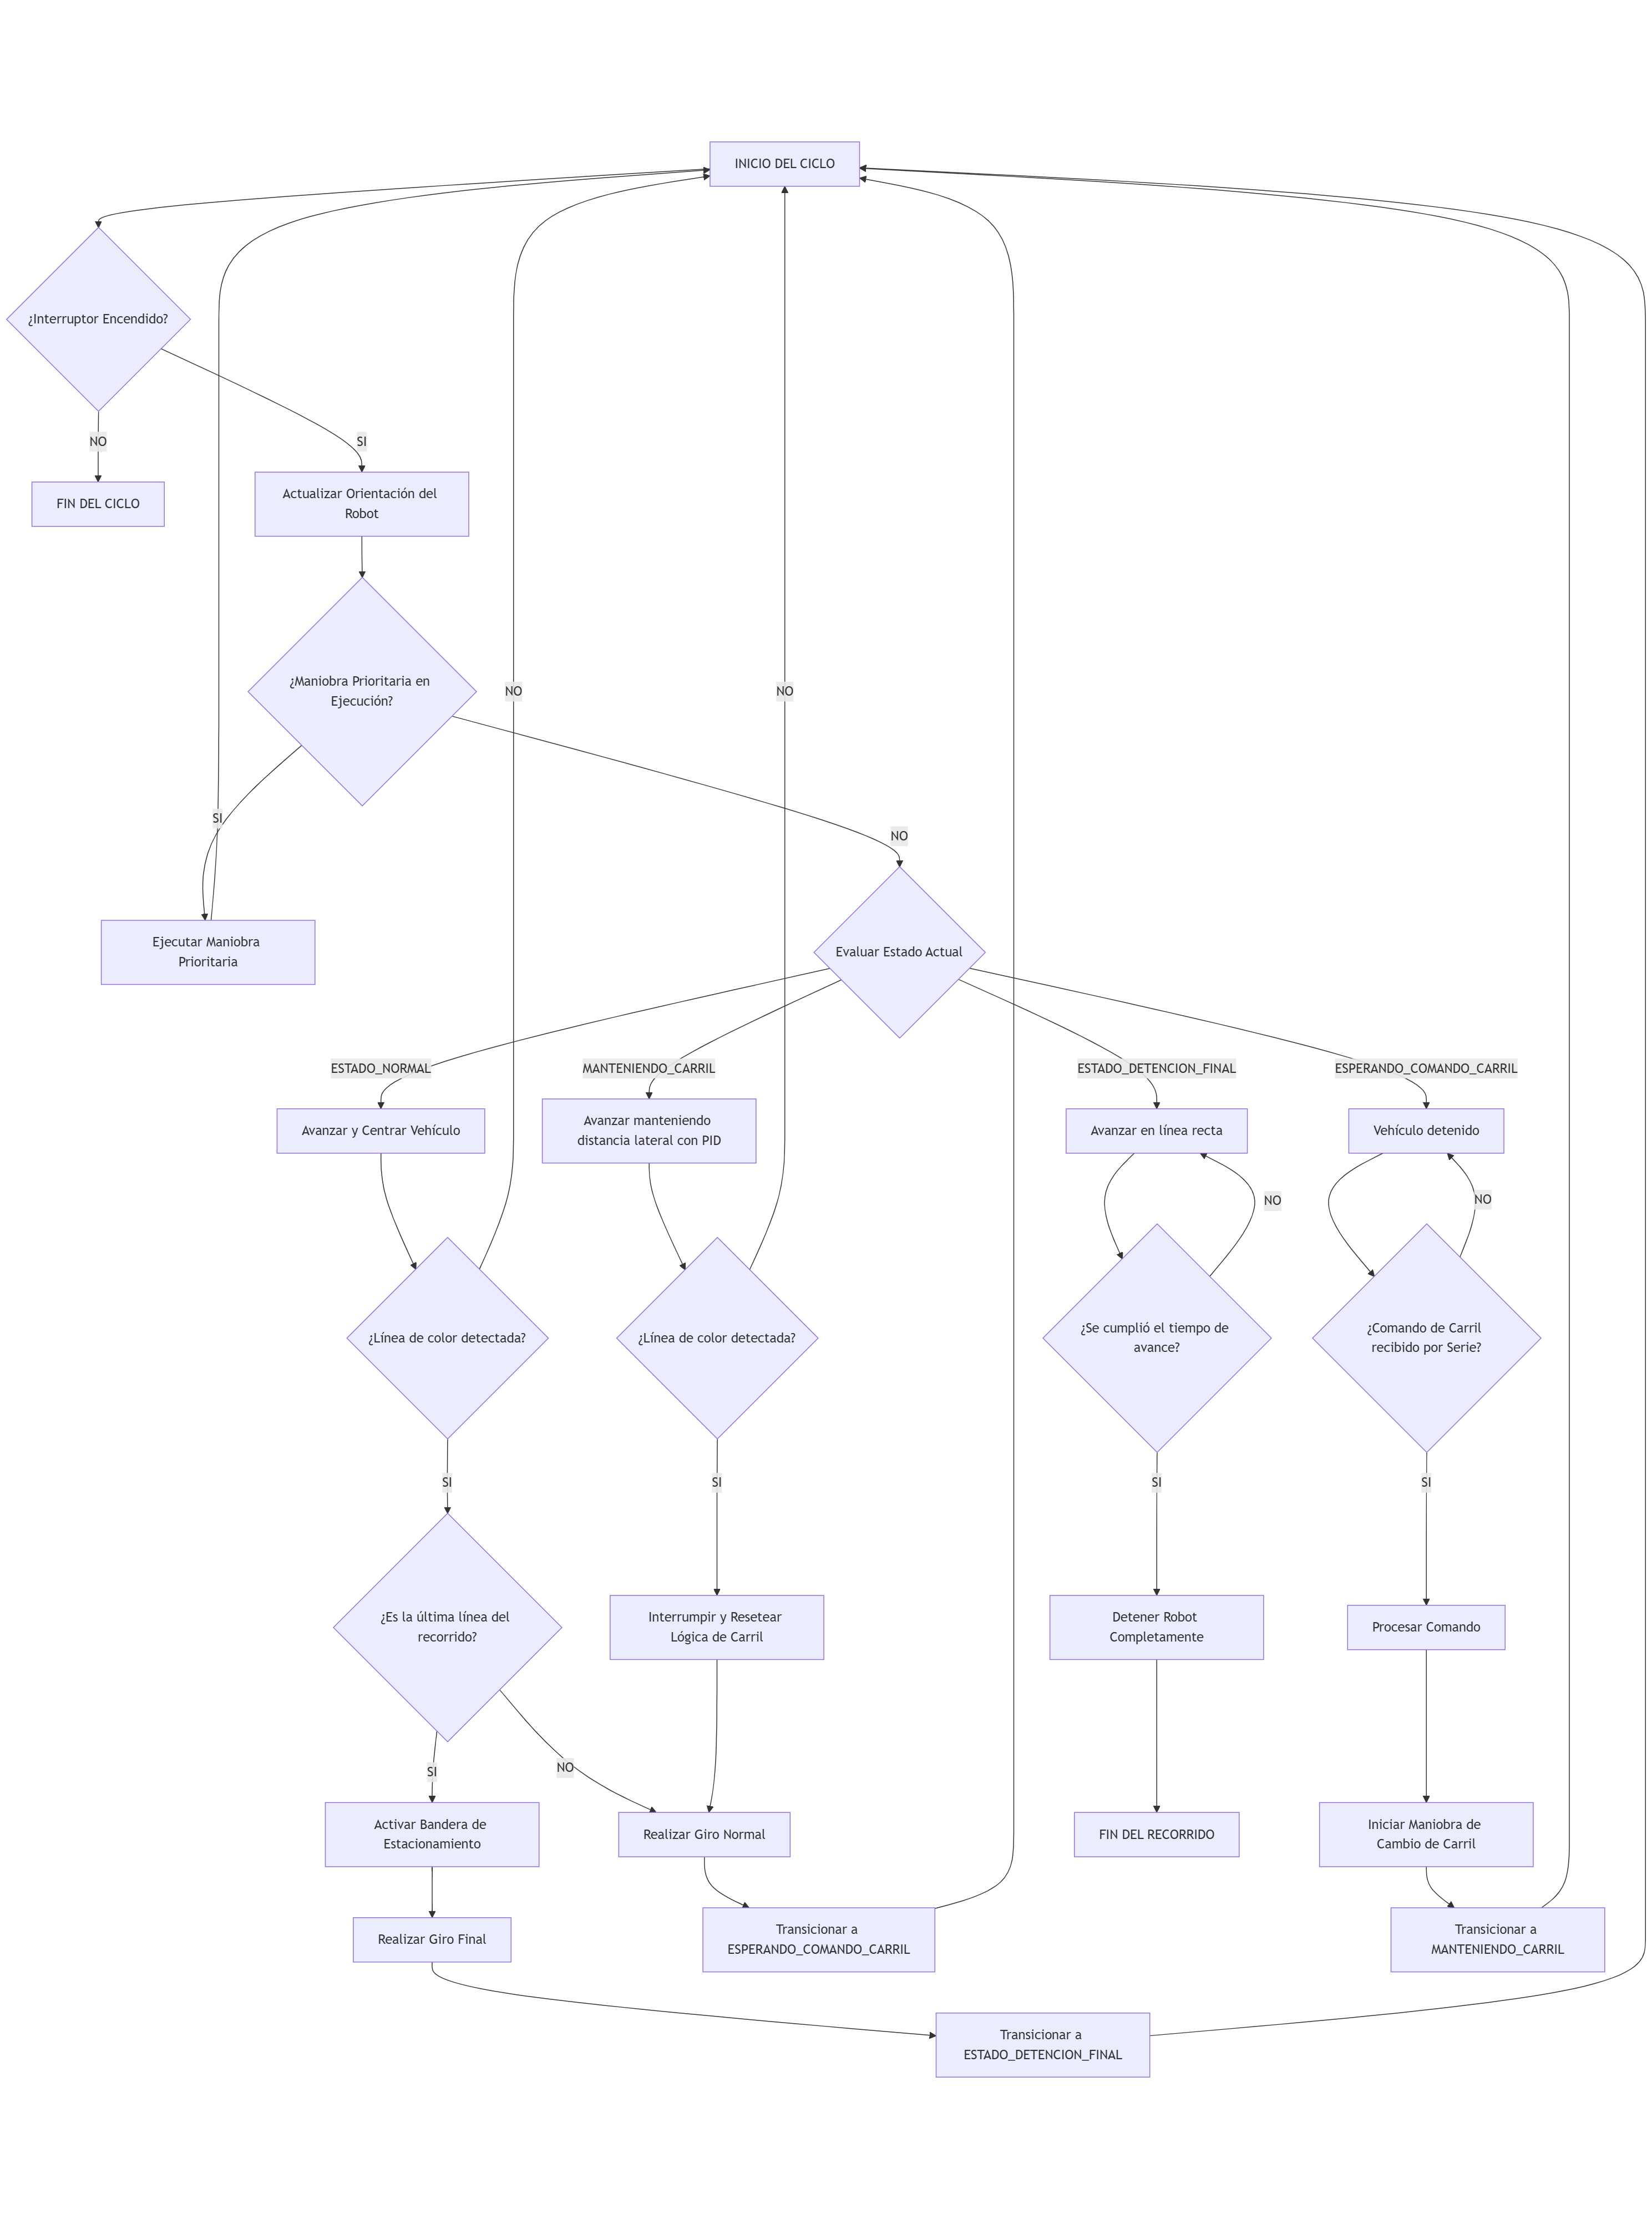 INICIO DEL CICLO
¿Interruptor Encendido?
NO
SI
FIN DEL CICLO
Actualizar Orientación del
Robot
¿Maniobra Prioritaria en
Ejecución?
NO
NO
SI
NO
Ejecutar Maniobra
Prioritaria
Evaluar Estado Actual
ESTADO_NORMAL
MANTENIENDO_CARRIL
ESTADO_DETENCION_FINAL
ESPERANDO_COMANDO_CARRIL
Avanzar y Centrar Vehículo
Avanzar manteniendo
distancia lateral con PID
Avanzar en línea recta
Vehículo detenido
NO
NO
¿Línea de color detectada?
¿Línea de color detectada?
¿Se cumplió el tiempo de
avance?
¿Comando de Carril
recibido por Serie?
SI
SI
SI
SI
¿Es la última línea del
recorrido?
Interrumpir y Resetear
Lógica de Carril
Detener Robot
Completamente
Procesar Comando
SI
NO
Activar Bandera de
Estacionamiento
Realizar Giro Normal
FIN DEL RECORRIDO
Iniciar Maniobra de
Cambio de Carril
Realizar Giro Final
Transicionar a
ESPERANDO_COMANDO_CARRIL
Transicionar a
MANTENIENDO_CARRIL
Transicionar a
ESTADO_DETENCION_FINAL